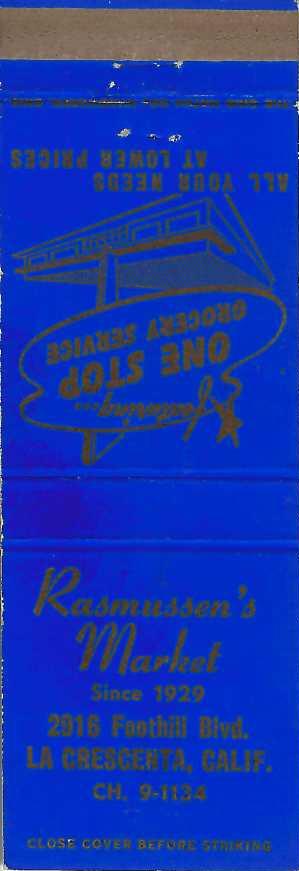 ALL YOUR NEEDS
AT LOWER PRICES
Featuring...
ONE STOP
GROCERY SERVICE
Rasmussen's
Market
Since 1929
2916 Foothill Blvd.
LA CRESCENTA, CALIF.
CH. 9-1134
CLOSE COVER BEFORE STRIKING